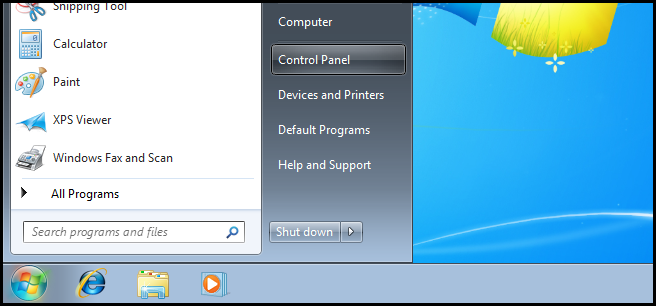 Snipping Tool
Calculator
Paint
XPS Viewer
Windows Fax and Scan
All Programs
Search programs and files
Computer
Control Panel
Devices and Printers
Default Programs
Help and Support
Shut down